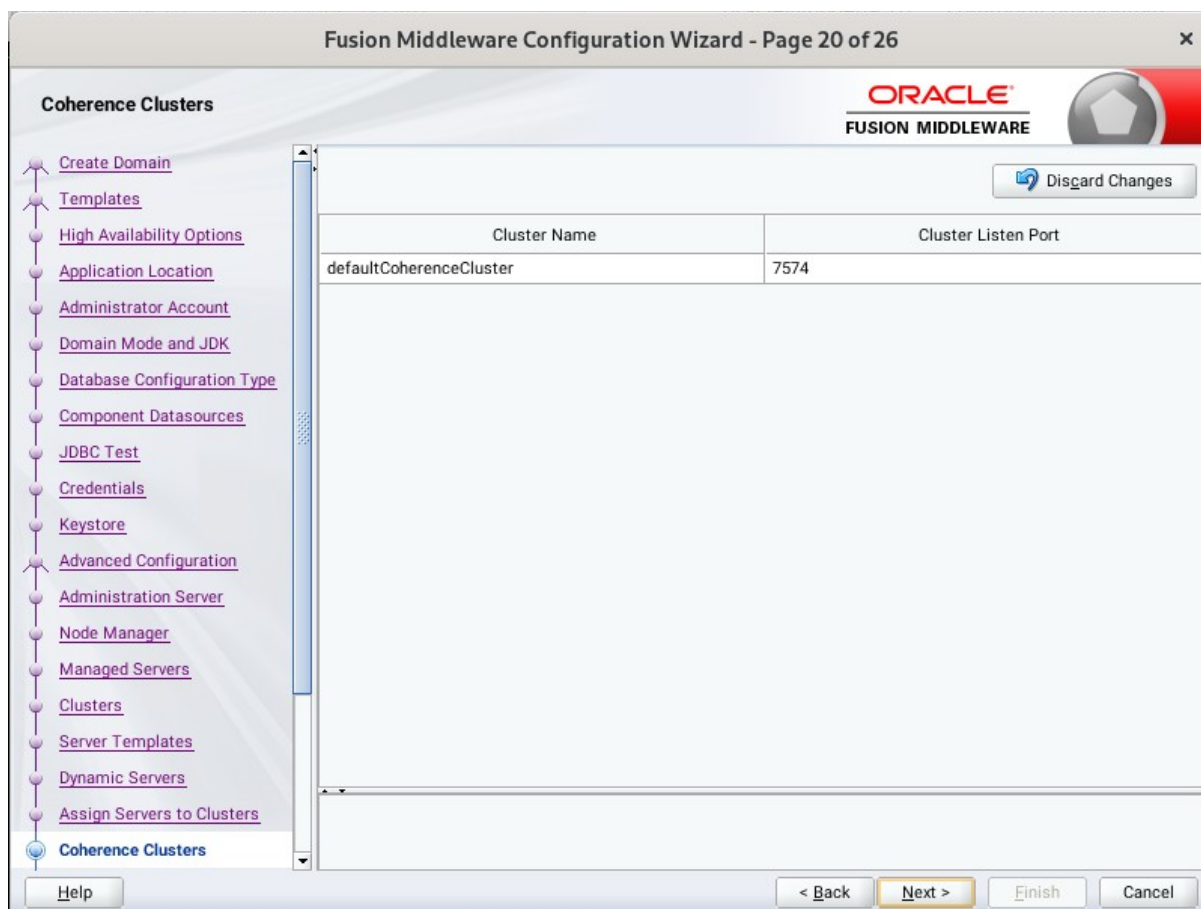 Fusion Middleware Configuration Wizard - Page 20 of 26
Coherence Clusters
ORACLE
FUSION MIDDLEWARE
Create Domain
Templates
High Availability Options
Application Location
Administrator Account
Domain Mode and JDK
Database Configuration Type
Component Datasources
JDBC Test
Credentials
Keystore
Advanced Configuration
Administration Server
Node Manager
Managed Servers
Clusters
Server Templates
Dynamic Servers
Assign Servers to Clusters
Coherence Clusters
Discard Changes
Cluster Name Cluster Listen Port
defaultCoherenceCluster 7574
Help < Back Next > Finish Cancel